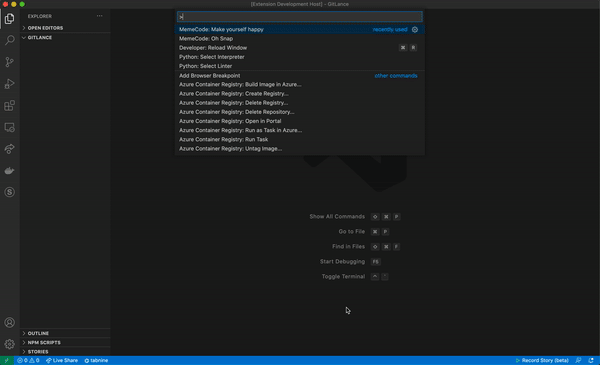 [Extension Development Host] - GitLance
EXPLORER
OPEN EDITORS
GITLANCE
>
MemeCode: Make yourself happy recently used
MemeCode: Oh Snap
Developer: Reload Window ⌘ R
Python: Select Interpreter
Python: Select Linter
Add Browser Breakpoint other commands
Azure Container Registry: Build Image in Azure...
Azure Container Registry: Create Registry...
Azure Container Registry: Delete Registry...
Azure Container Registry: Delete Repository...
Azure Container Registry: Open in Portal
Azure Container Registry: Run as Task in Azure...
Azure Container Registry: Run Task
Azure Container Registry: Untag Image...
Show All Commands ⇧ ⌘ P
Go to File ⌘ P
Find in Files ⇧ ⌘ F
Start Debugging F5
Toggle Terminal ⌃ `
OUTLINE
NPM SCRIPTS
STORIES
0 0 Live Share tabnine Record Story (beta)